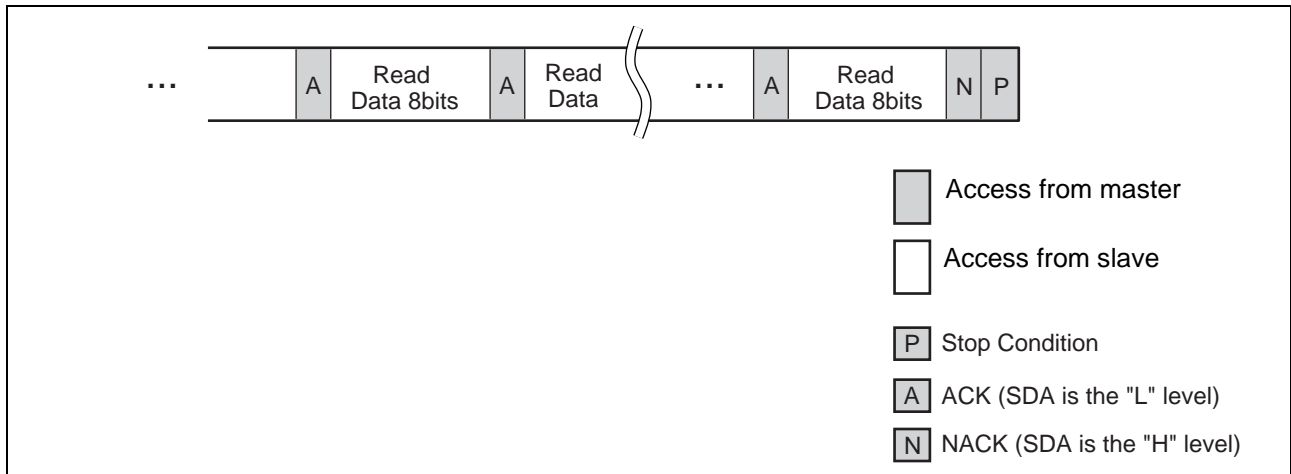 ... A Read Data 8bits A Read Data ... A Read Data 8bits N P
Access from master
Access from slave
P Stop Condition
A ACK (SDA is the "L" level)
N NACK (SDA is the "H" level)